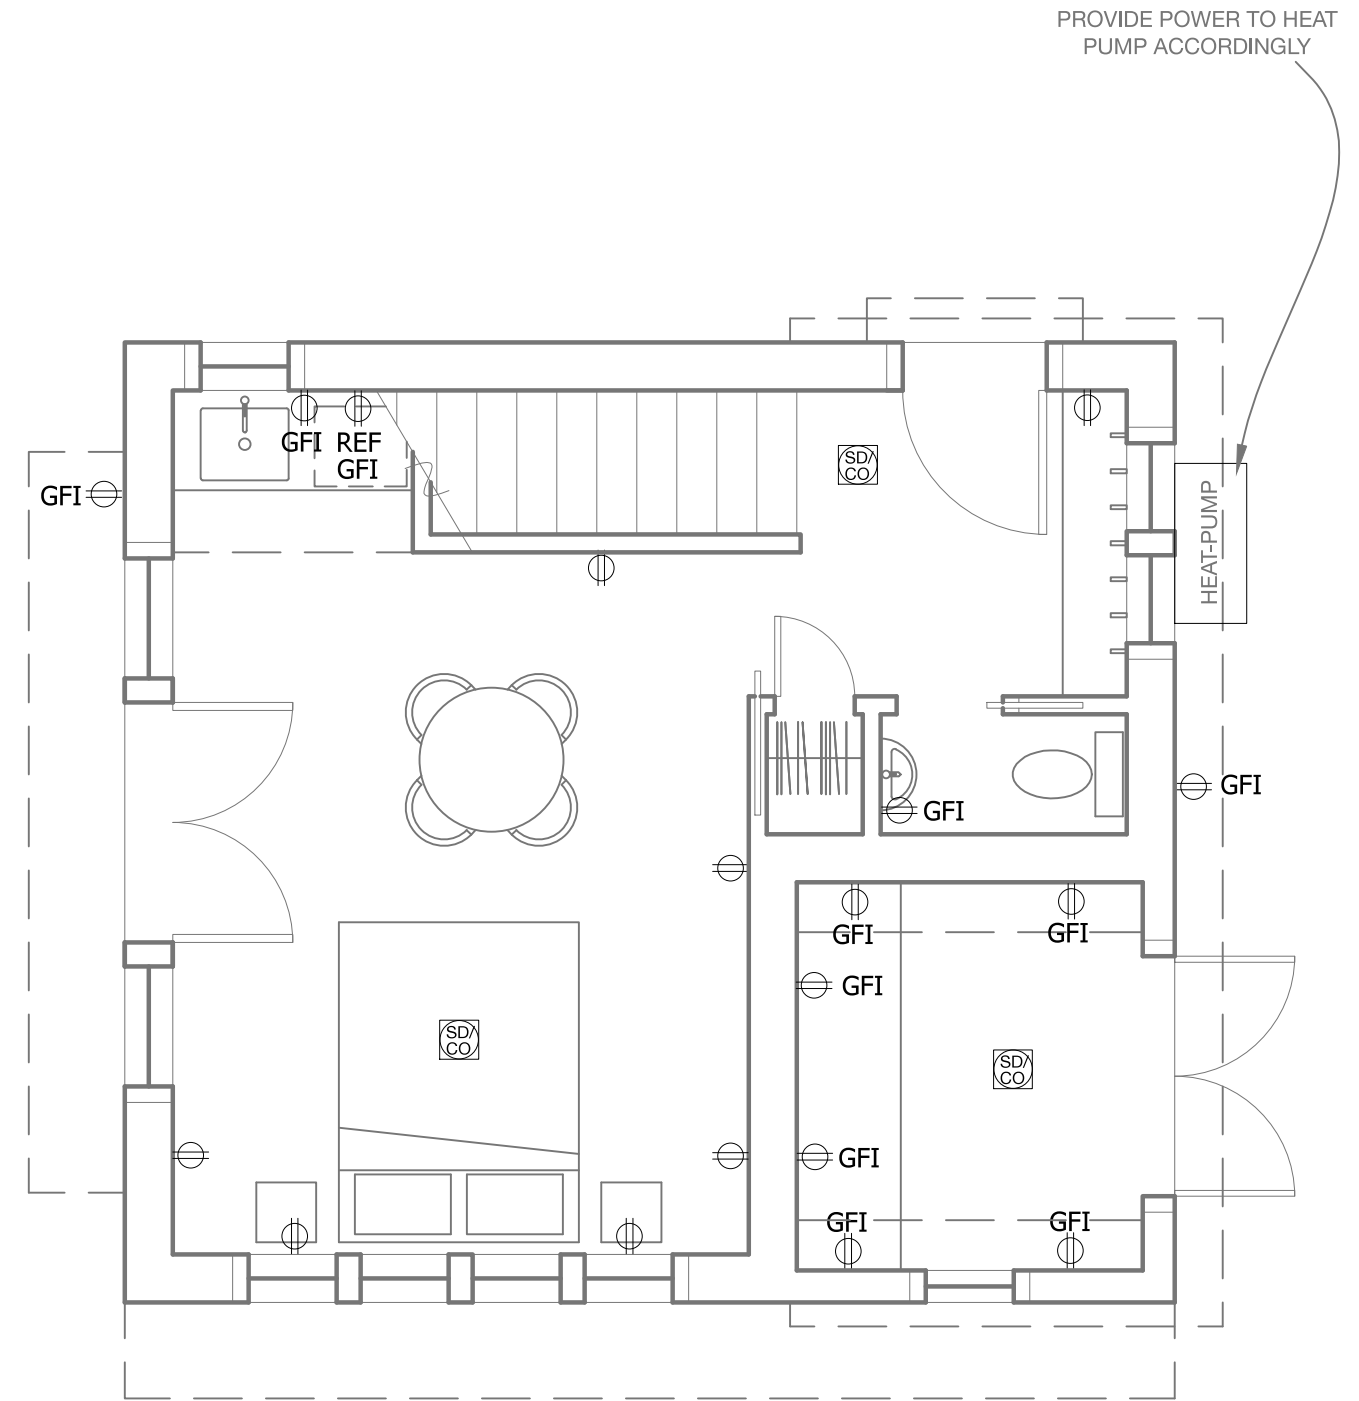 PROVIDE POWER TO HEAT
PUMP ACCORDINGLY
GFI
REF
GFI
SD/
CO
GFI
HEAT-PUMP
GFI
GFI
GFI
GFI
GFI
SD/
CO
SD/
CO
GFI
GFI
GFI